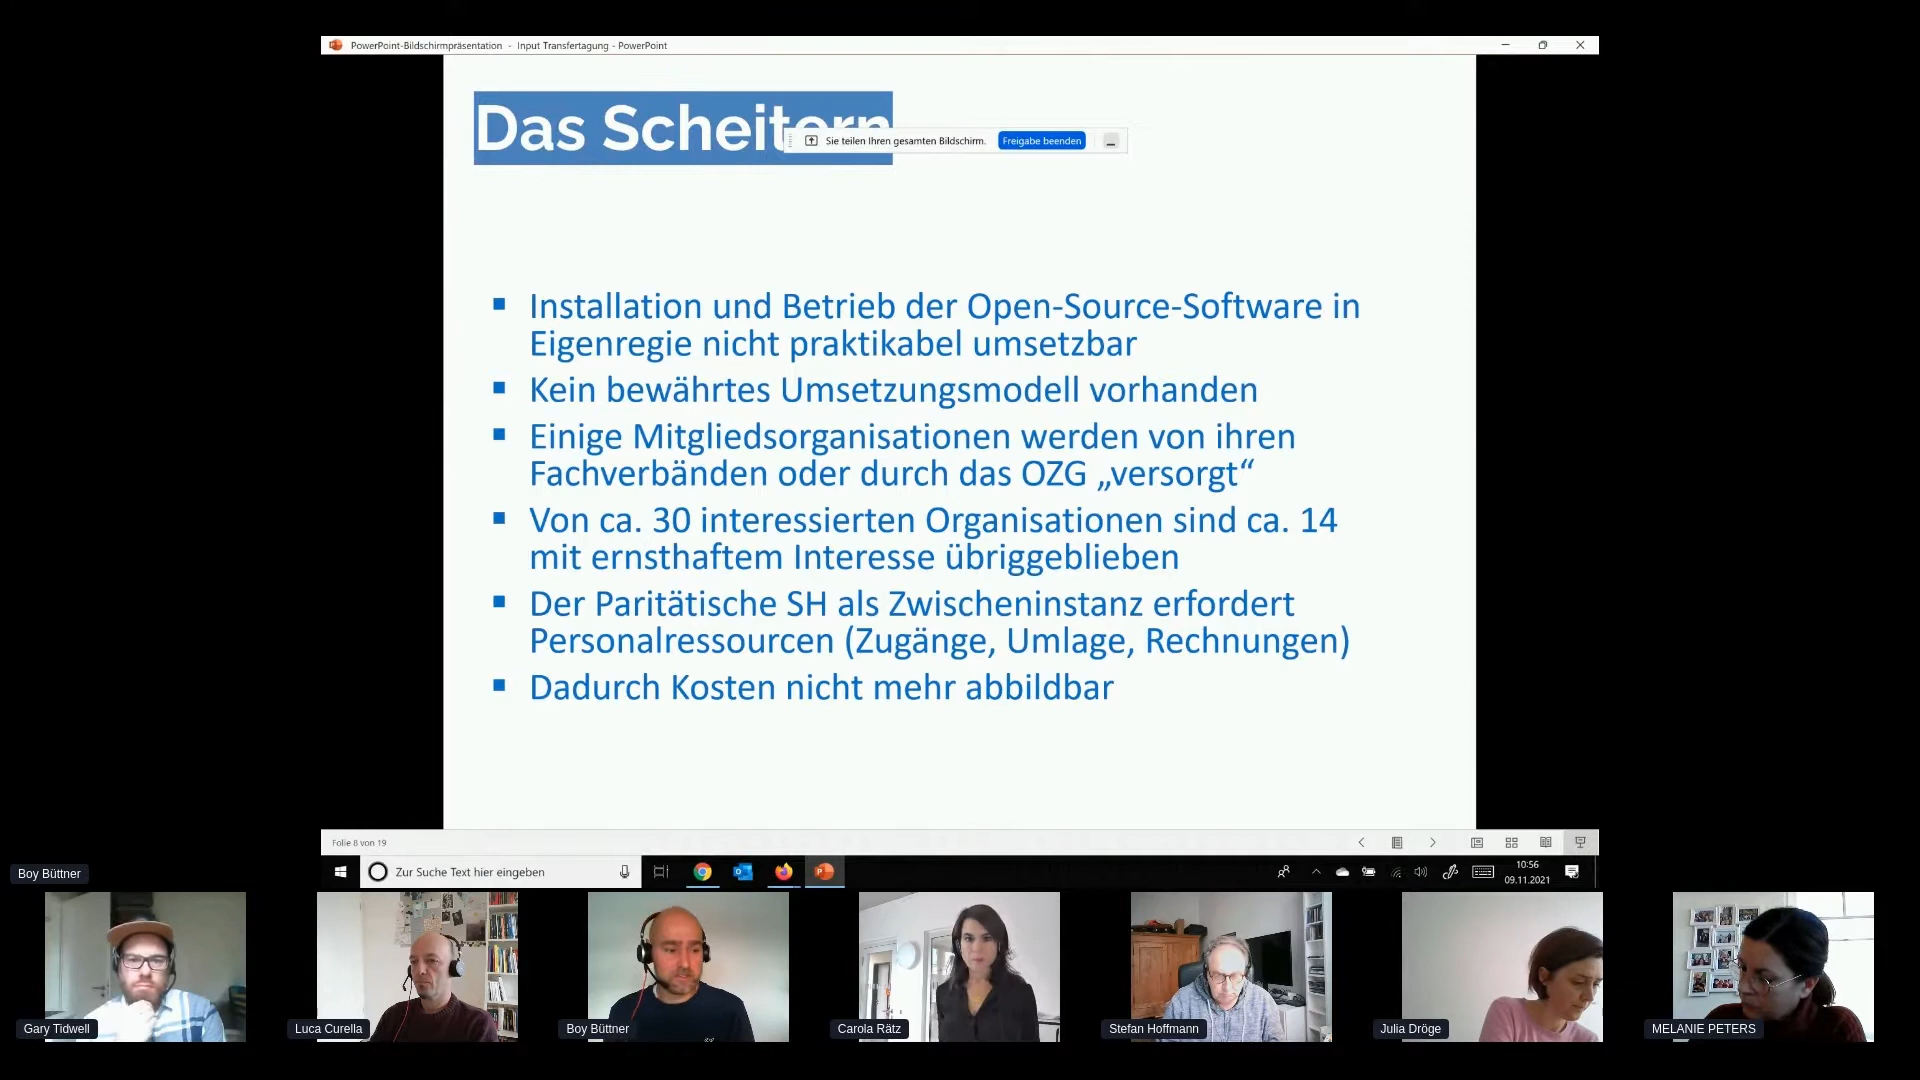 PowerPoint-Bildschirmpräsentation - Input Transfertagung - PowerPoint
Das Scheitern
Sie teilen Ihren gesamten Bildschirm. Freigabe beenden
Installation und Betrieb der Open-Source-Software in
Eigenregie nicht praktikabel umsetzbar
Kein bewährtes Umsetzungsmodell vorhanden
Einige Mitgliedsorganisationen werden von ihren
Fachverbänden oder durch das OZG „versorgt“
Von ca. 30 interessierten Organisationen sind ca. 14
mit ernsthaftem Interesse übriggeblieben
Der Paritätische SH als Zwischeninstanz erfordert
Personalressourcen (Zugänge, Umlage, Rechnungen)
Dadurch Kosten nicht mehr abbildbar
Folie 8 von 19
Zur Suche Text hier eingeben
10:56
09.11.2021
Boy Büttner
Gary Tidwell
Luca Curella
Boy Büttner
Carola Rätz
Stefan Hoffmann
Julia Dröge
MELANIE PETERS